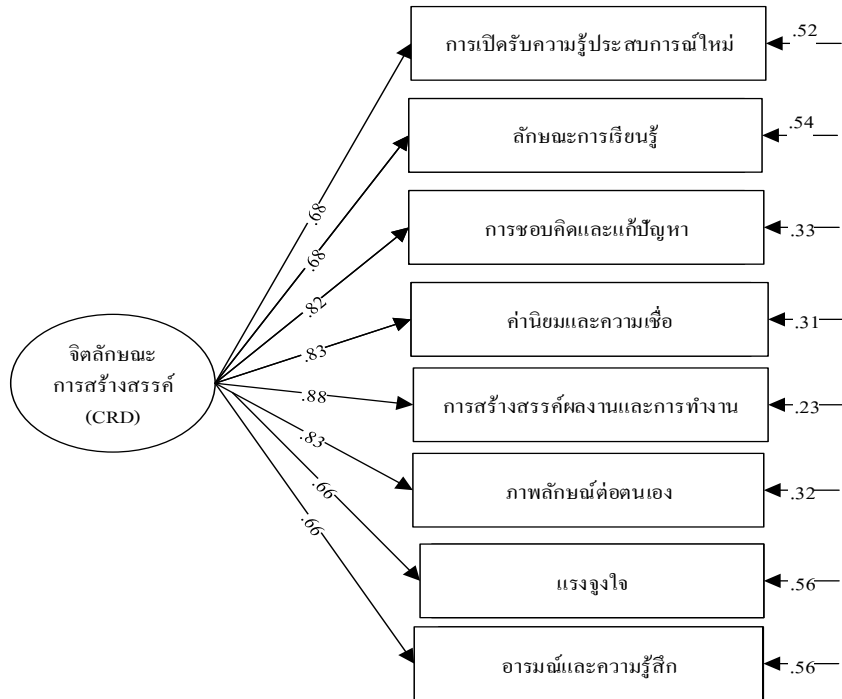 การเปิดรับความรู้ประสบการณ์ใหม่
.52
.68
ลักษณะการเรียนรู้
.54
.68
การชอบคิดและแก้ปัญหา
.33
.82
ค่านิยมและความเชื่อ
.31
.83
จิตลักษณะ
การสร้างสรรค์
(CRD)
การสร้างสรรค์ผลงานและการทำงาน
.23
.88
ภาพลักษณ์ต่อตนเอง
.32
.83
แรงจูงใจ
.56
.66
อารมณ์และความรู้สึก
.56
.66